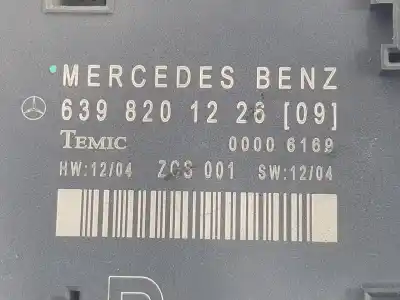 MERCEDES BENZ
639 820 12 26 [09]
TEMIC 0000 6169
HW:12/04 ZGS 001 SW:12/04